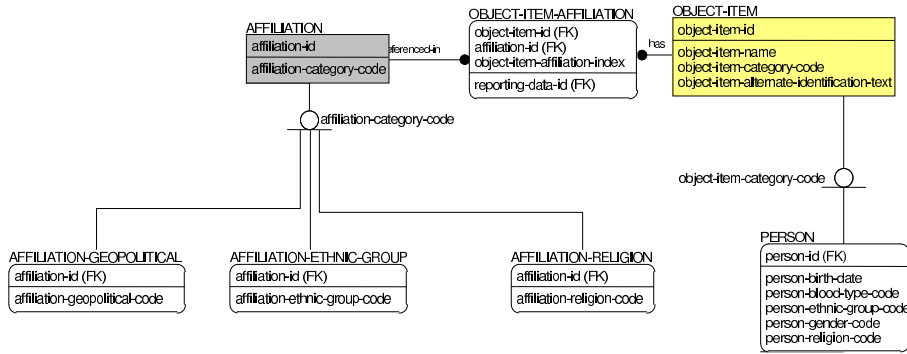 AFFILIATION
affiliation-id
affiliation-category-code
eferenced-in
OBJECT-ITEM-AFFILIATION
object-item-id (FK)
affiliation-id (FK)
object-item-affiliation-index
reporting-data-id (FK)
has
OBJECT-ITEM
object-item-id
object-item-name
object-item-category-code
object-item-alternate-identification-text
affiliation-category-code
object-item-category-code
AFFILIATION-GEOPOLITICAL
affiliation-id (FK)
affiliation-geopolitical-code
AFFILIATION-ETHNIC-GROUP
affiliation-id (FK)
affiliation-ethnic-group-code
AFFILIATION-RELIGION
affiliation-id (FK)
affiliation-religion-code
PERSON
person-id (FK)
person-birth-date
person-blood-type-code
person-ethnic-group-code
person-gender-code
person-religion-code